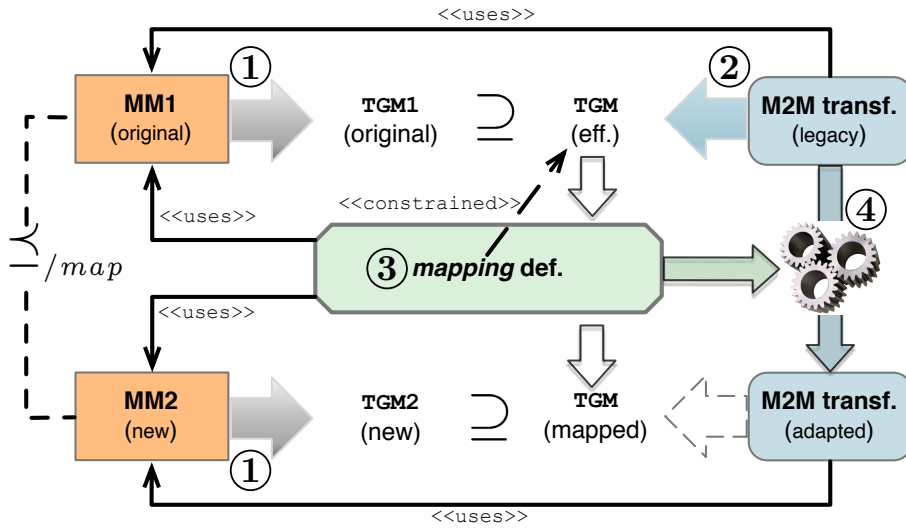 <<uses>>
① ②
MM1
(original)
TGM1
(original)
⊇
TGM
(eff.)
M2M transf.
(legacy)
<<constrained>>
<<uses>>
④
③ mapping def.
/map
<<uses>>
MM2
(new)
TGM2
(new)
⊇
TGM
(mapped)
M2M transf.
(adapted)
①
<<uses>>